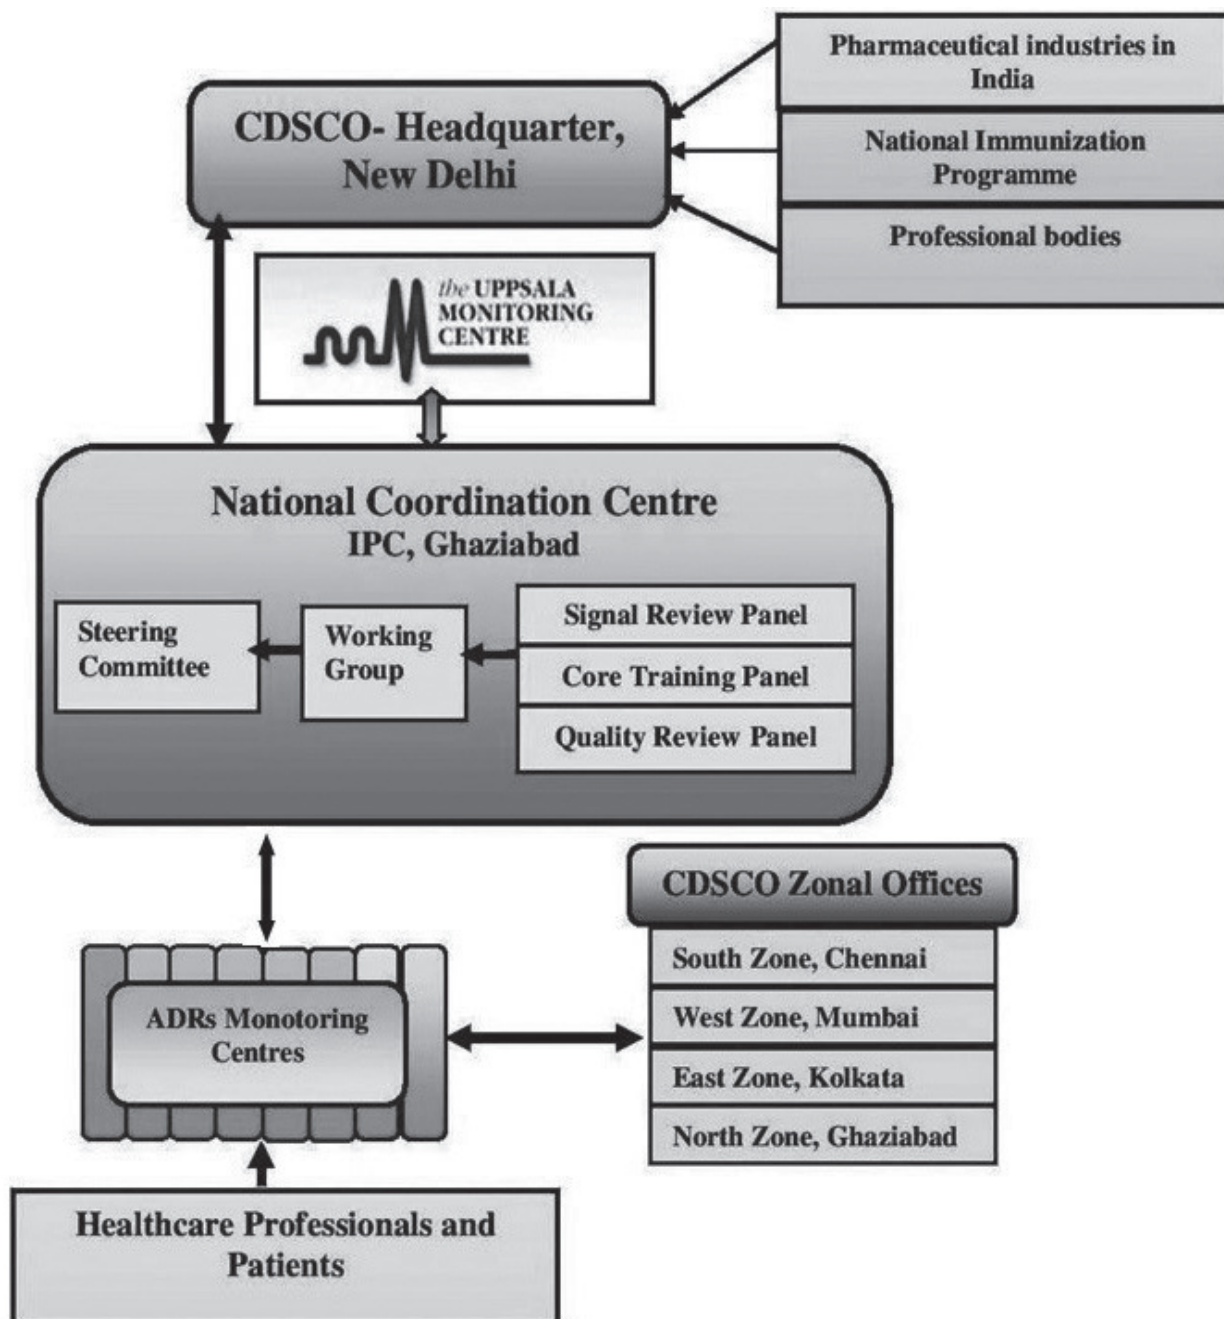 Pharmaceutical industries in
India
CDSCO- Headquarter,
New Delhi
National Immunization
Programme
Professional bodies
the UPPSALA
MONITORING
CENTRE
National Coordination Centre
IPC, Ghaziabad
Steering
Committee
Working
Group
Signal Review Panel
Core Training Panel
Quality Review Panel
CDSCO Zonal Offices
South Zone, Chennai
West Zone, Mumbai
East Zone, Kolkata
North Zone, Ghaziabad
ADRs Monotoring
Centres
Healthcare Professionals and
Patients